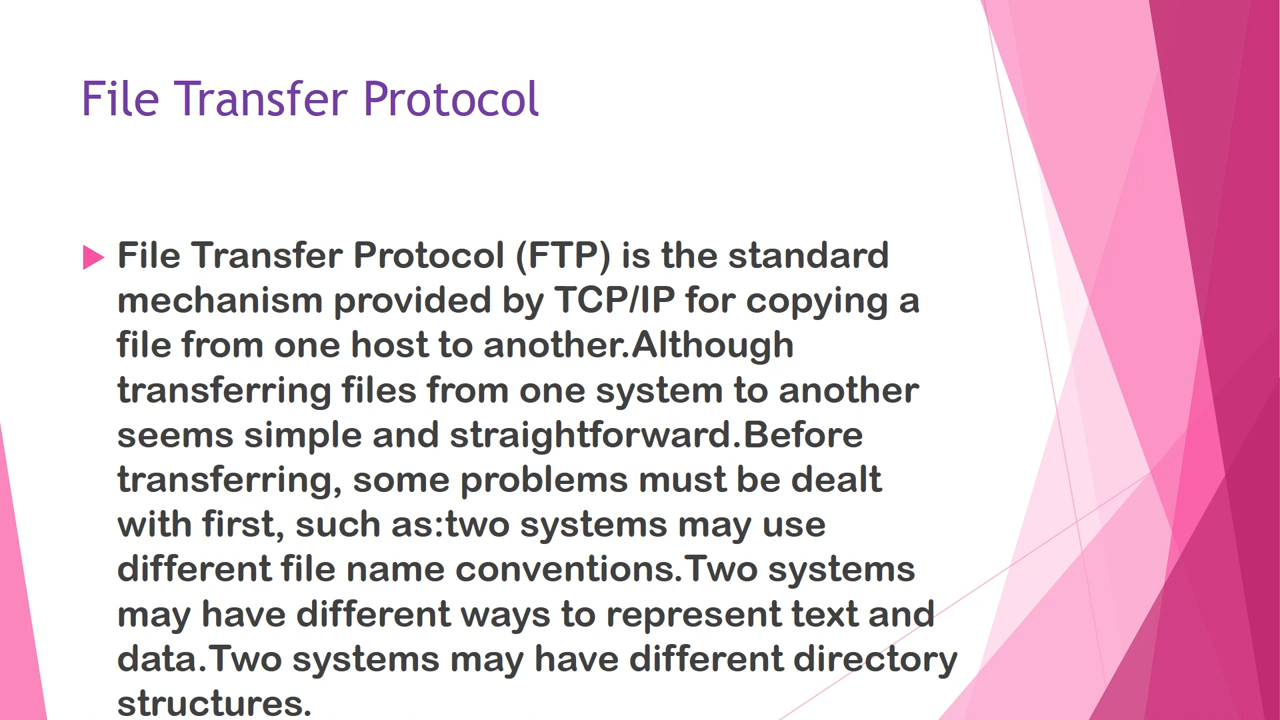 File Transfer Protocol
File Transfer Protocol (FTP) is the standard
mechanism provided by TCP/IP for copying a
file from one host to another.Although
transferring files from one system to another
seems simple and straightforward.Before
transferring, some problems must be dealt
with first, such as:two systems may use
different file name conventions.Two systems
may have different ways to represent text and
data.Two systems may have different directory
structures.